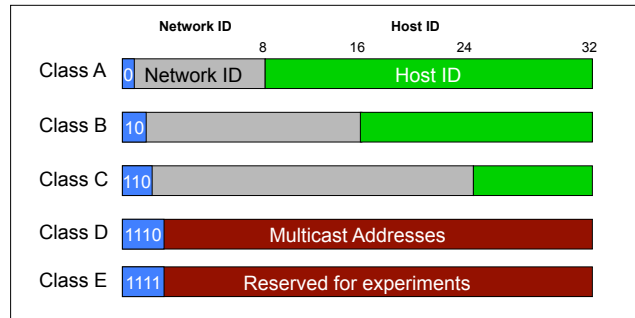 Network ID Host ID
8 16 24 32
Class A 0 Network ID Host ID
Class B 10
Class C 110
Class D 1110 Multicast Addresses
Class E 1111 Reserved for experiments